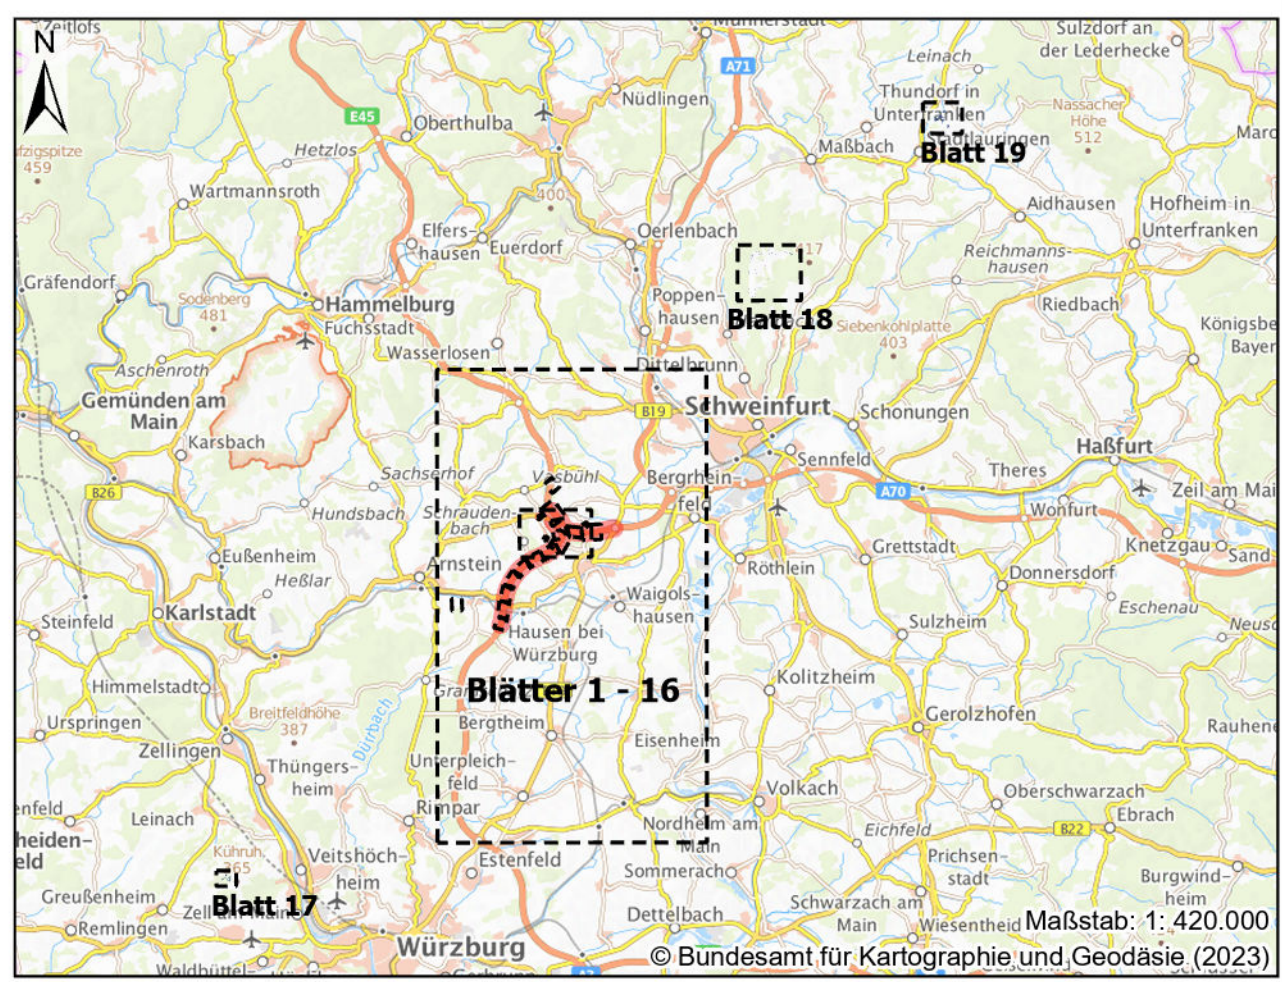 Zeitlofs
Münnerstadt
Sulzdorf an
der Lederhecke
N
A71
Leinach
Nüdlingen
Thundorf in
Unterfranken
Nassacher
Höhe
512
E45
Oberthulba
Stadtlauringen
Blatt 19
Maßbach
Hetzlos
459
Wartmannsroth
400
Aidhausen
Hofheim in
Unterfranken
Elfers-
hausen
Euerdorf
Oerlenbach
Reichmanns-
hausen
Gräfendorf
Sodenberg
481
Hammelburg
Fuchsstadt
Poppen-
hausen
Blatt 18
Siebenkohlplatte
403
Riedbach
Wasserlosen
Dittelbrunn
Aschenroth
Gemünden am
Main
Karsbach
B19
Schweinfurt
Schonungen
Haßfurt
Sennfeld
Sachserhof
Vasbühl
Bergrhein-
feld
Theres
A70
Zeil am Mai
B26
Hundsbach
Schrauden-
bach
Wonfurt
Knetzgau
Sand
Eußenheim
Heßlar
Arnstein
Röthlein
Grettstadt
Donnersdorf
Eschenau
Karlstadt
Waigols-
hausen
Steinfeld
Hausen bei
Würzburg
Sulzheim
Himmelstadt
Blätter 1 - 16
Kolitzheim
Urspringen
Breitfeldhöhe
387
Dürrbach
Bergtheim
Eisenheim
Gerolzhofen
Zellingen
Thüngers-
heim
Unterpleich-
feld
Rimpar
Volkach
Oberschwarzach
Leinach
Nordheim am
Main
Eichfeld
B22
Ebrach
Kühruh
365
Veitshöch-
heim
Estenfeld
Sommerach
Prichsen-
stadt
Burgwind-
heim
Greußenheim
Blatt 17
Remlingen
Dettelbach
Schwarzach am
Main
Wiesentheid
Maßstab: 1: 420.000
Würzburg
© Bundesamt für Kartographie und Geodäsie (2023)